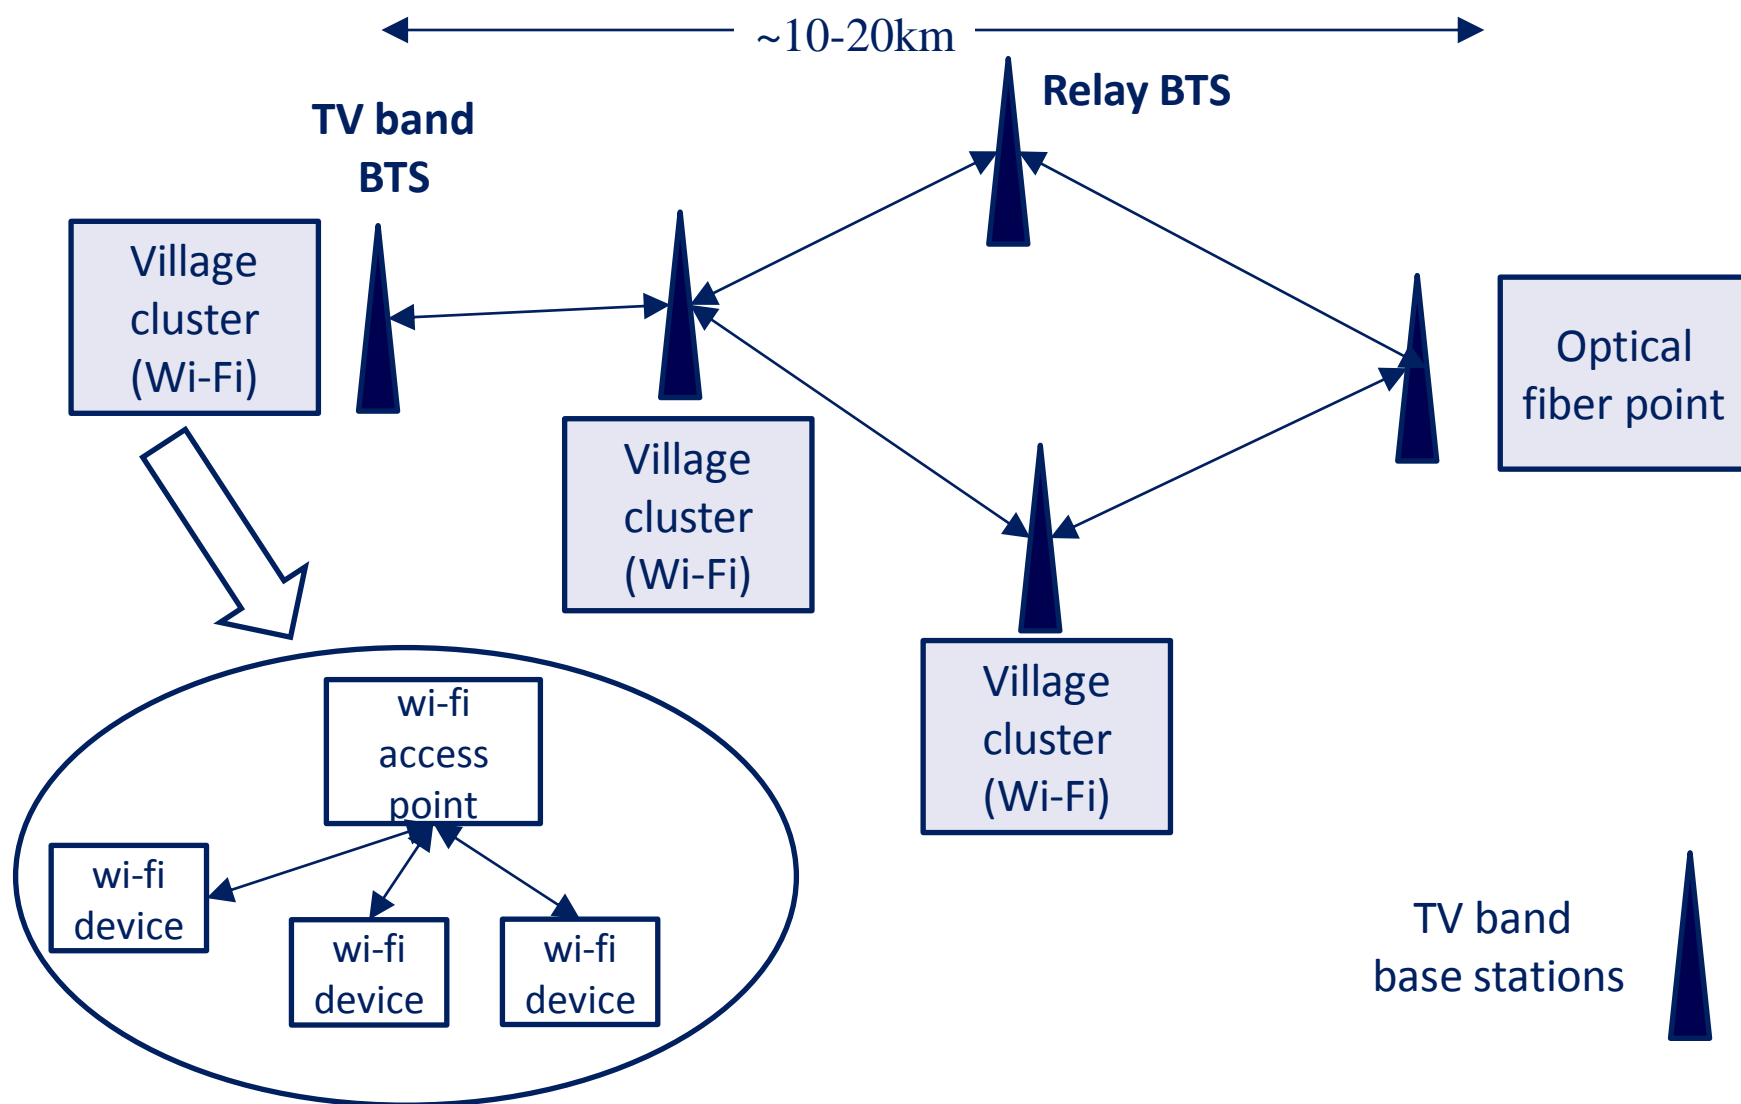 ~10-20km
Relay BTS
TV band
BTS
Village
cluster
(Wi-Fi)
Village
cluster
(Wi-Fi)
Optical
fiber point
Village
cluster
(Wi-Fi)
wi-fi
access
point
wi-fi
device
wi-fi
device
wi-fi
device
TV band
base stations